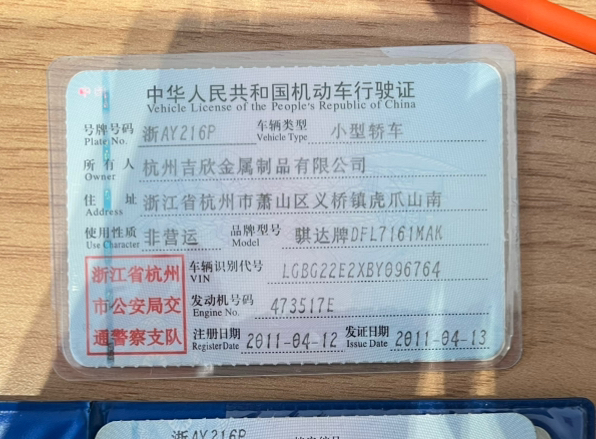 中华人民共和国机动车行驶证
Vehicle License of the People's Republic of China
号牌号码 浙AY216P 车辆类型 小型轿车
Plate No. Vehicle Type
所有人 杭州吉欣金属制品有限公司
Owner
住址 浙江省杭州市萧山区义桥镇虎爪山南
Address
使用性质 非营运 品牌型号 骐达牌DFL7161MAK
Use Character Model
浙江省杭州
市公安局交
通警察支队
车辆识别代号 LGBG22E2XBY096764
VIN
发动机号码 473517E
Engine No.
注册日期 2011-04-12 发证日期 2011-04-13
Register Date Issue Date
浙AY216P